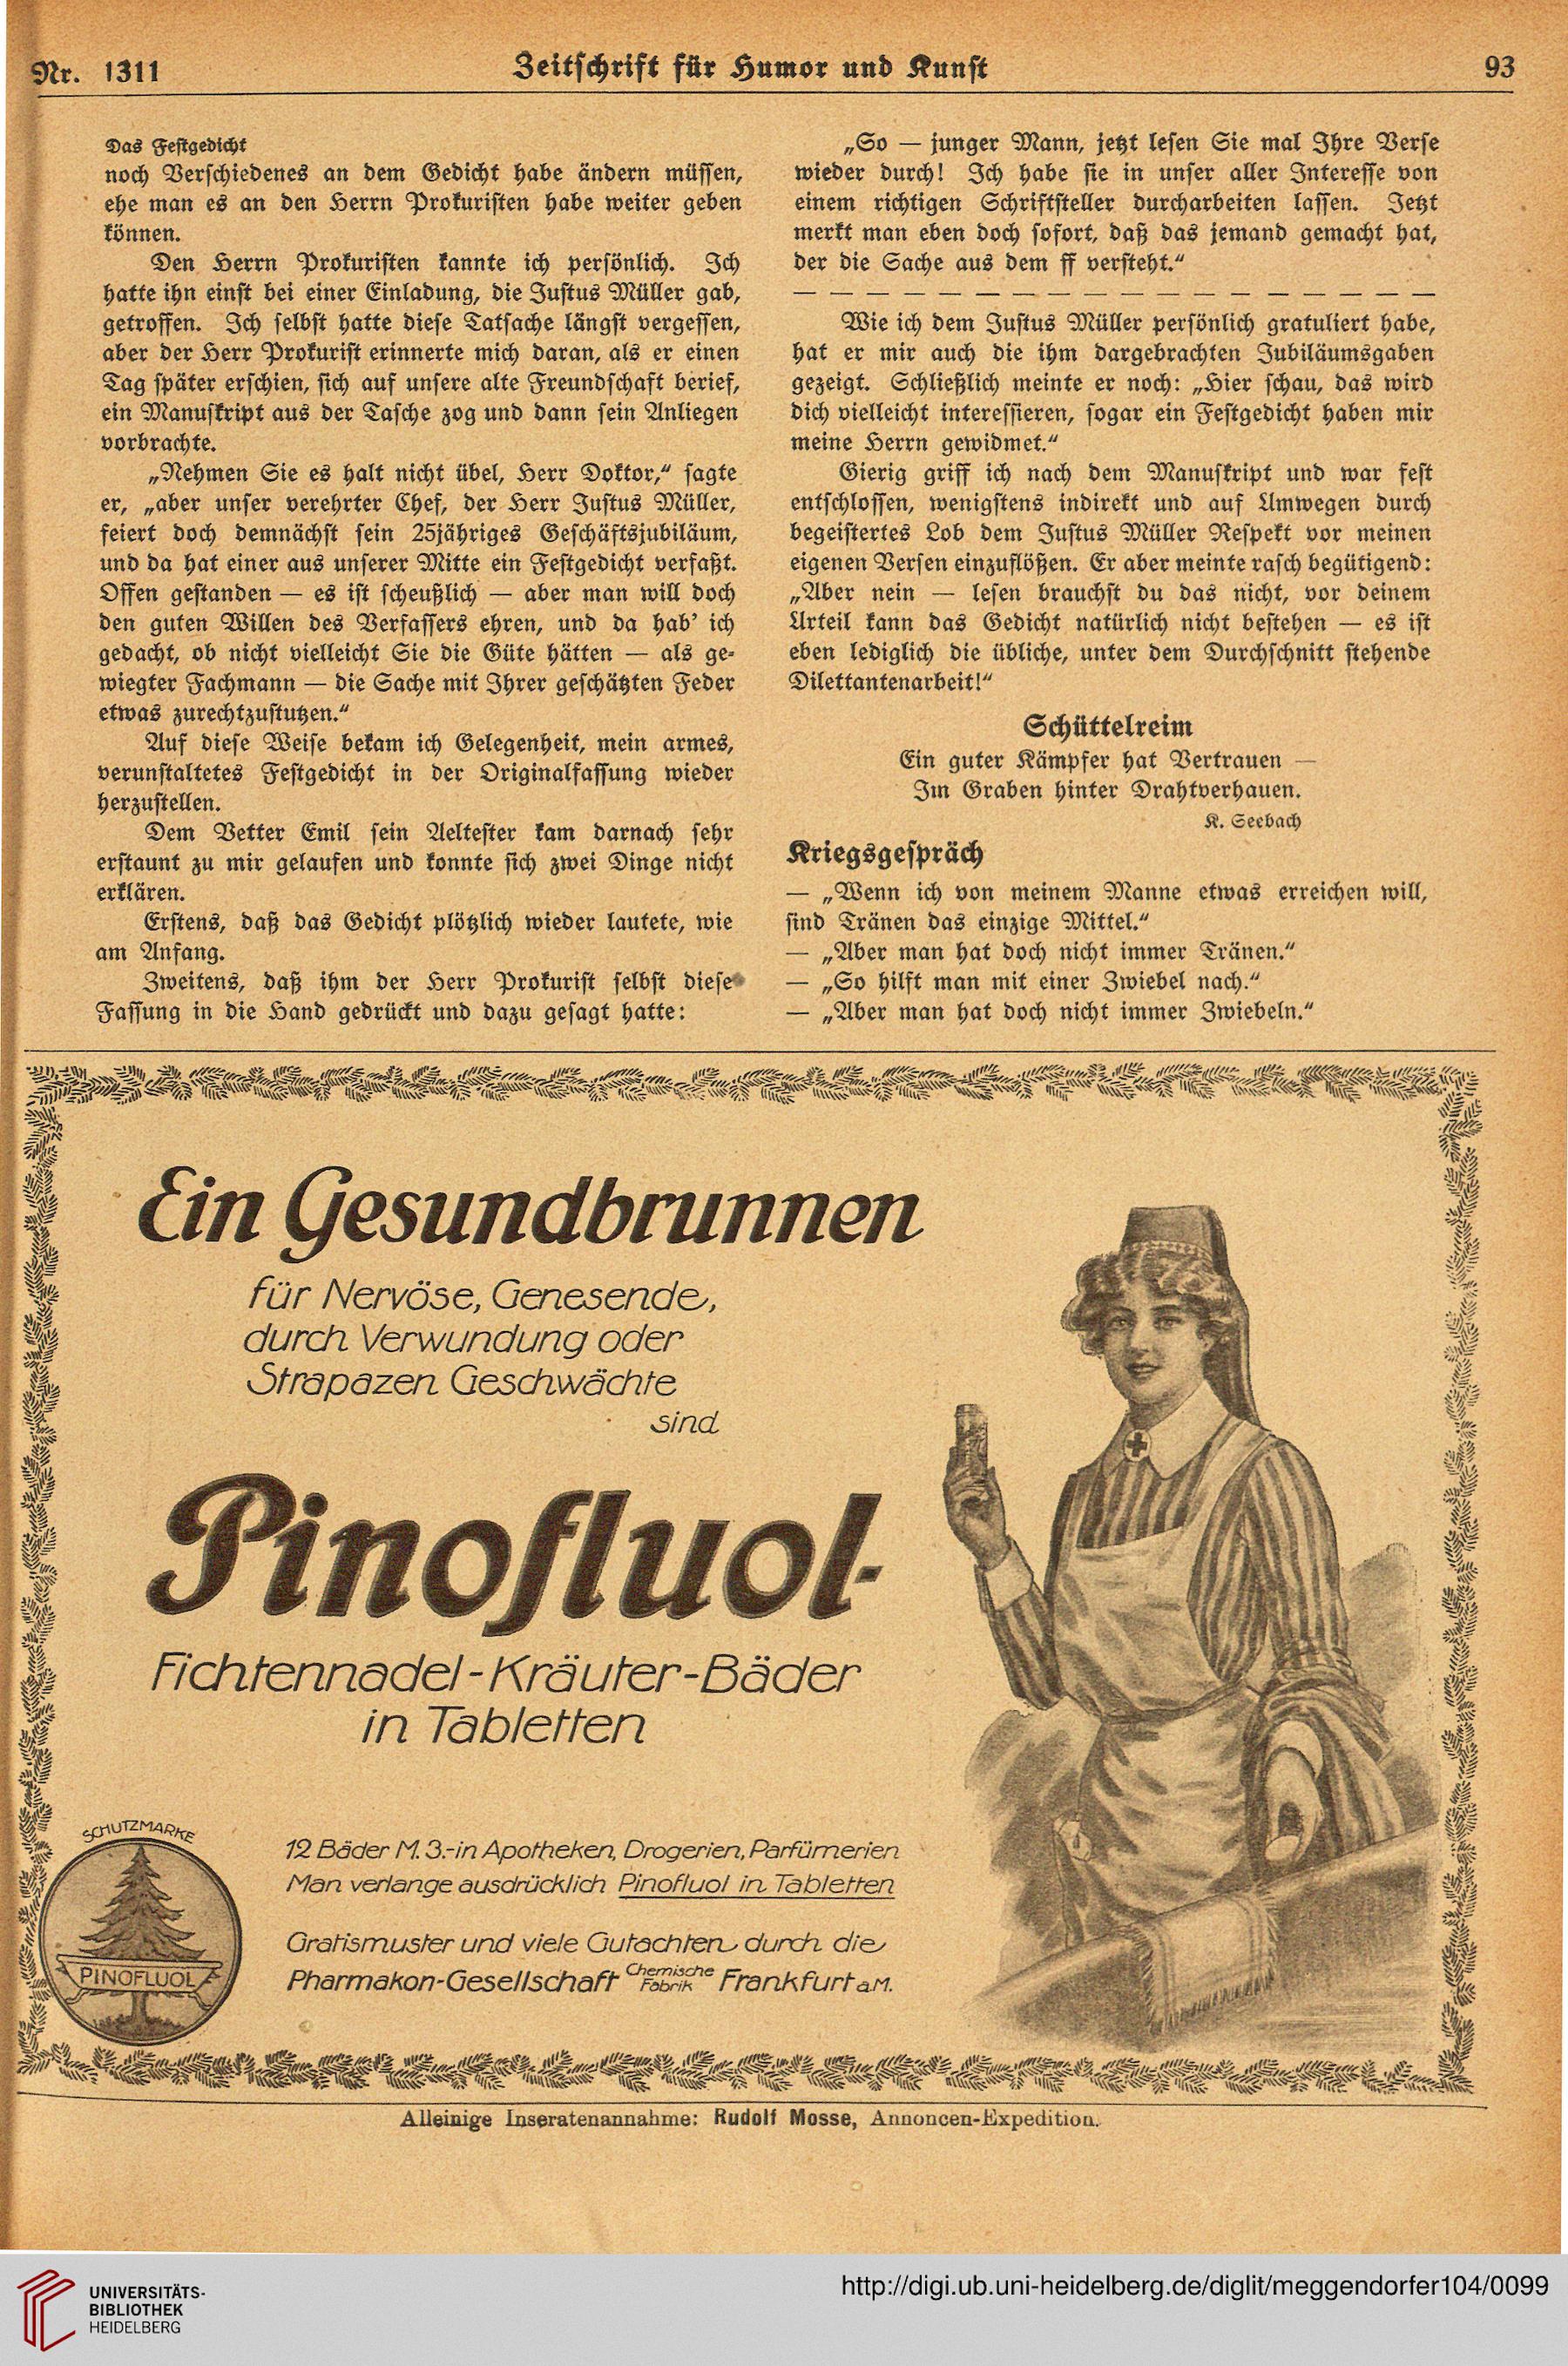 Nr. 1311
Zeitschrift für Humor und Kunst
93
Das Festgedicht
noch Verschiedenes an dem Gedicht habe ändern müssen,
ehe man es an den Herrn Prokuristen habe weiter geben
können.
Den Herrn Prokuristen kannte ich persönlich. Ich
hatte ihn einst bei einer Einladung, die Justus Müller gab,
getroffen. Ich selbst hatte diese Tatsache längst vergessen,
aber der Herr Prokurist erinnerte mich daran, als er einen
Tag später erschien, sich auf unsere alte Freundschaft berief,
ein Manuskript aus der Tasche zog und dann sein Anliegen
vorbrachte.
„Nehmen Sie es halt nicht übel, Herr Doktor,“ sagte
er, „aber unser verehrter Chef, der Herr Justus Müller,
feiert doch demnächst sein 25jähriges Geschäftsjubiläum,
und da hat einer aus unserer Mitte ein Festgedicht verfaßt.
Offen gestanden — es ist scheußlich — aber man will doch
den guten Willen des Verfassers ehren, und da hab’ ich
gedacht, ob nicht vielleicht Sie die Güte hätten — als ge-
wiegter Fachmann — die Sache mit Ihrer geschätzten Feder
etwas zurechtzustutzen.“
Auf diese Weise bekam ich Gelegenheit, mein armes,
verunstaltetes Festgedicht in der Originalfassung wieder
herzustellen.
Dem Vetter Emil sein Aeltester kam darnach sehr
erstaunt zu mir gelaufen und konnte sich zwei Dinge nicht
erklären.
Erstens, daß das Gedicht plötzlich wieder lautete, wie
am Anfang.
Zweitens, daß ihm der Herr Prokurist selbst diese
Fassung in die Hand gedrückt und dazu gesagt hatte:
„So — junger Mann, jetzt lesen Sie mal Ihre Verse
wieder durch! Ich habe sie in unser aller Interesse von
einem richtigen Schriftsteller durcharbeiten lassen. Jetzt
merkt man eben doch sofort, daß das jemand gemacht hat,
der die Sache aus dem ff versteht.“
— — — — — — — — — — — — — — — — — —
Wie ich dem Justus Müller persönlich gratuliert habe,
hat er mir auch die ihm dargebrachten Jubiläumsgaben
gezeigt. Schließlich meinte er noch: „Hier schau, das wird
dich vielleicht interessieren, sogar ein Festgedicht haben mir
meine Herrn gewidmet.“
Gierig griff ich nach dem Manuskript und war fest
entschlossen, wenigstens indirekt und auf Umwegen durch
begeistertes Lob dem Justus Müller Respekt vor meinen
eigenen Versen einzuflößen. Er aber meinte rasch begütigend:
„Aber nein — lesen brauchst du das nicht, vor deinem
Urteil kann das Gedicht natürlich nicht bestehen — es ist
eben lediglich die übliche, unter dem Durchschnitt stehende
Dilettantenarbeit!“
Schüttelreim
Ein guter Kämpfer hat Vertrauen —
Im Graben hinter Drahtverhauen.
K. Seebach
Kriegsgespräch
— „Wenn ich von meinem Manne etwas erreichen will,
sind Tränen das einzige Mittel.“
— „Aber man hat doch nicht immer Tränen.“
— „So hilft man mit einer Zwiebel nach.“
— „Aber man hat doch nicht immer Zwiebeln.“
Ein Gesundbrunnen
für Nervöse, Genesende,
durch Verwundung oder
Strapazen Geschwächte
sind
Pinofluol-
Fichtennadel-Kräuter-Bäder
in Tabletten
SCHUTZMARKE
PINOFLUOL
12 Bäder M. 3.- in Apotheken, Drogerien, Parfümerien
Man verlange ausdrücklich Pinofluol in Tabletten
Gratismuster und viele Gutachten durch die
Pharmakon-Gesellschaft Chemische Fabrik Frankfurt a.M.
Alleinige Inseratenannahme: Rudolf Mosse, Annoncen-Expedition.
UNIVERSITÄTS-
BIBLIOTHEK
HEIDELBERG
http://digi.ub.uni-heidelberg.de/diglit/meggendorfer104/0099